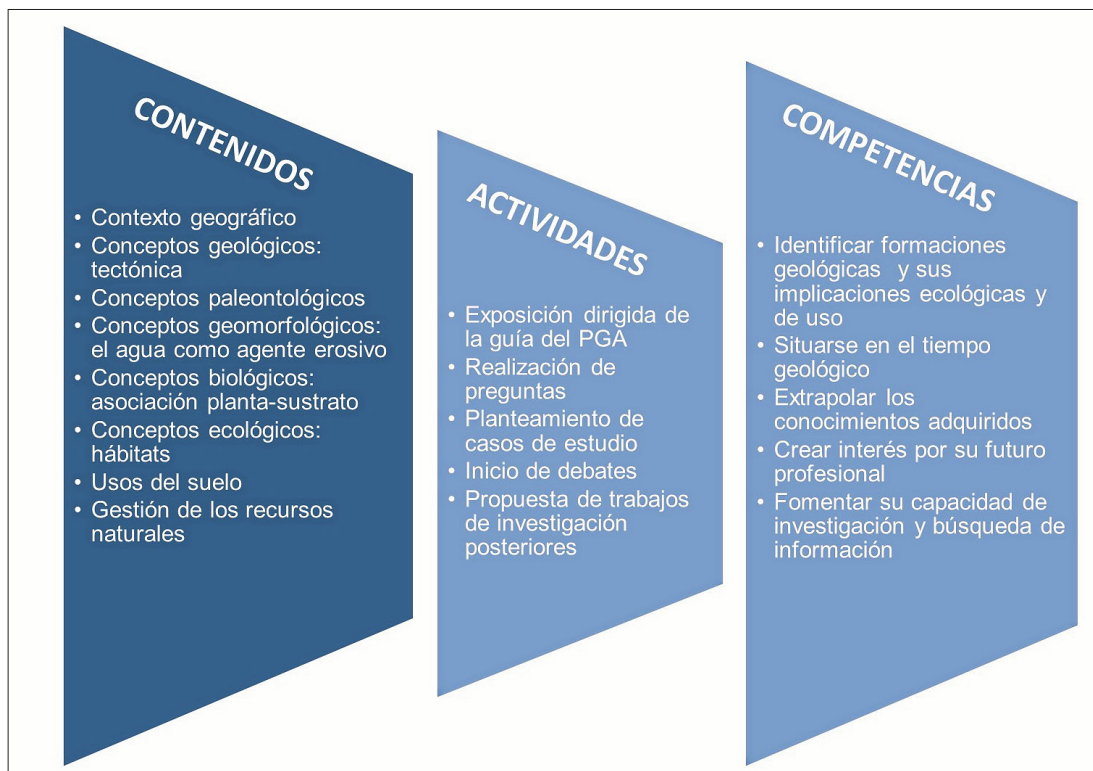 CONTENIDOS
• Contexto geográfico
• Conceptos geológicos:
tectónica
• Conceptos paleontológicos
• Conceptos geomorfológicos:
el agua como agente erosivo
• Conceptos biológicos:
asociación planta-sustrato
• Conceptos ecológicos:
hábitats
• Usos del suelo
• Gestión de los recursos
naturales
ACTIVIDADES
• Exposición dirigida de
la guía del PGA
• Realización de
preguntas
• Planteamiento de
casos de estudio
• Inicio de debates
• Propuesta de trabajos
de investigación
posteriores
COMPETENCIAS
• Identificar formaciones
geológicas y sus
implicaciones ecológicas y
de uso
• Situarse en el tiempo
geológico
• Extrapolar los
conocimientos adquiridos
• Crear interés por su futuro
profesional
• Fomentar su capacidad de
investigación y búsqueda de
información